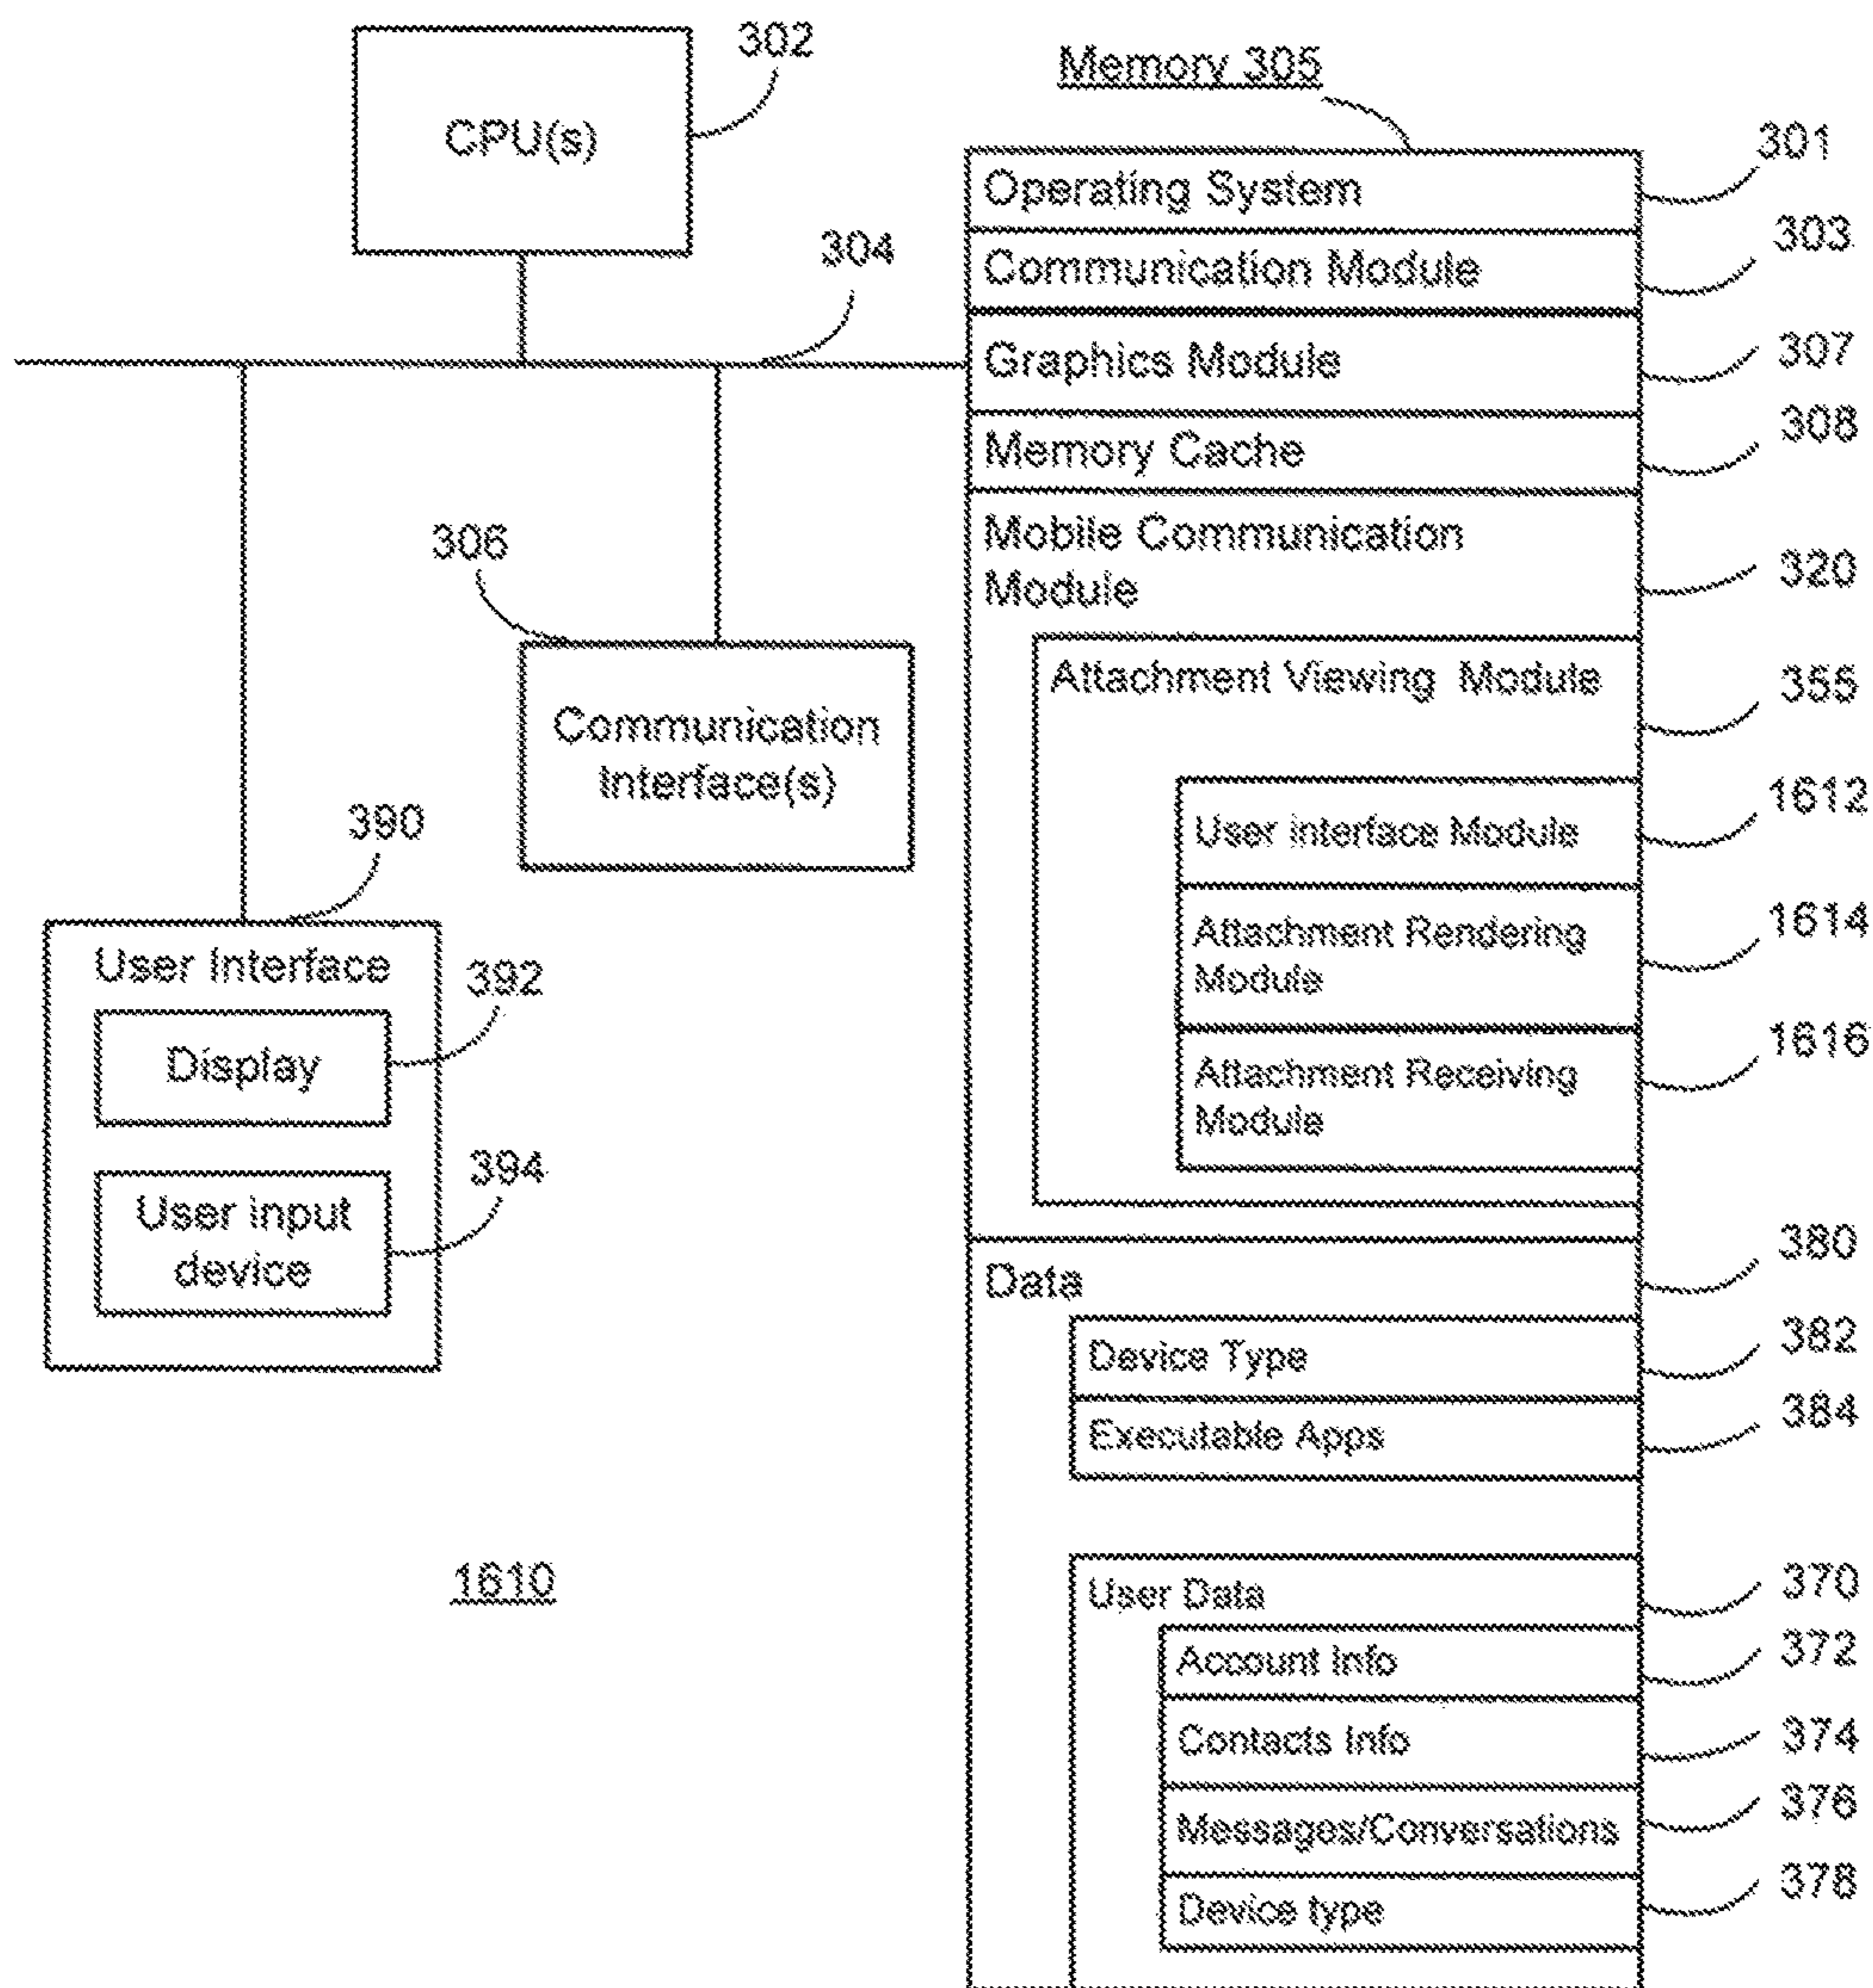 302
CPU(s)
304
306
Communication
Interface(s)
390
User Interface
392
Display
394
User input
device
1610
Memory 305
Operating System
301
Communication Module
303
Graphics Module
307
Memory Cache
308
Mobile Communication
Module
320
Attachment Viewing Module
355
User interface Module
1612
Attachment Rendering
Module
1614
Attachment Receiving
Module
1616
Data
380
Device Type
382
Executable Apps
384
User Data
370
Account Info
372
Contacts Info
374
Messages/Conversations
376
Device type
378